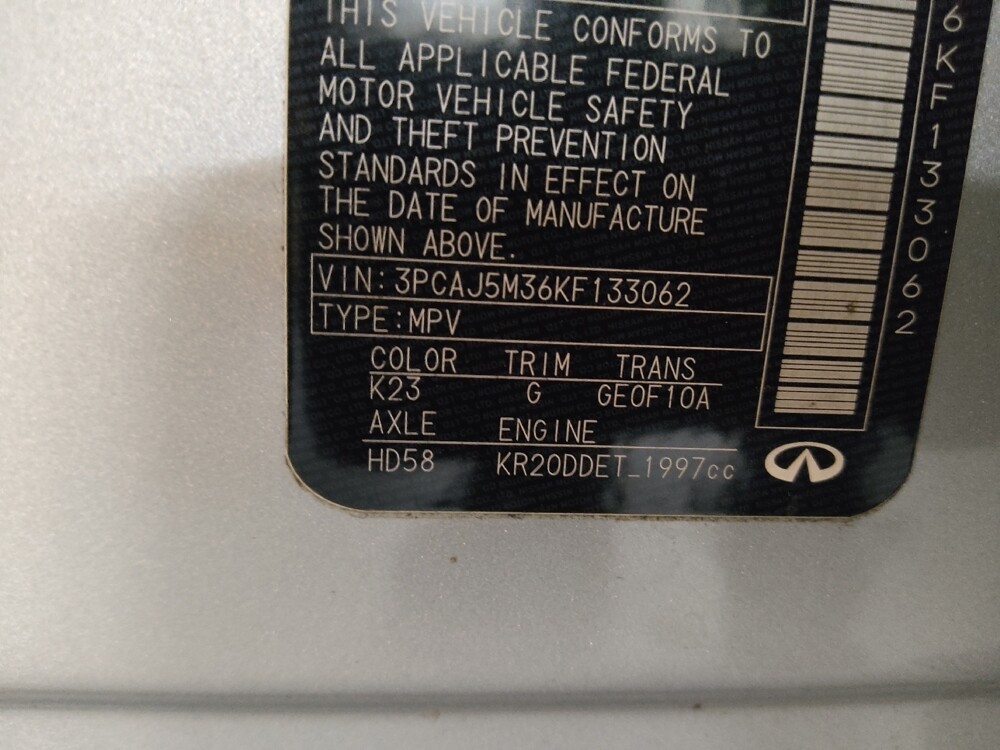 THIS VEHICLE CONFORMS TO
ALL APPLICABLE FEDERAL
MOTOR VEHICLE SAFETY
AND THEFT PREVENTION
STANDARDS IN EFFECT ON
THE DATE OF MANUFACTURE
SHOWN ABOVE.
VIN: 3PCAJ5M36KF133062
TYPE: MPV
COLOR TRIM TRANS
K23 G GE0F10A
AXLE ENGINE
HD58 KR20DDET_1997cc
6KF133062